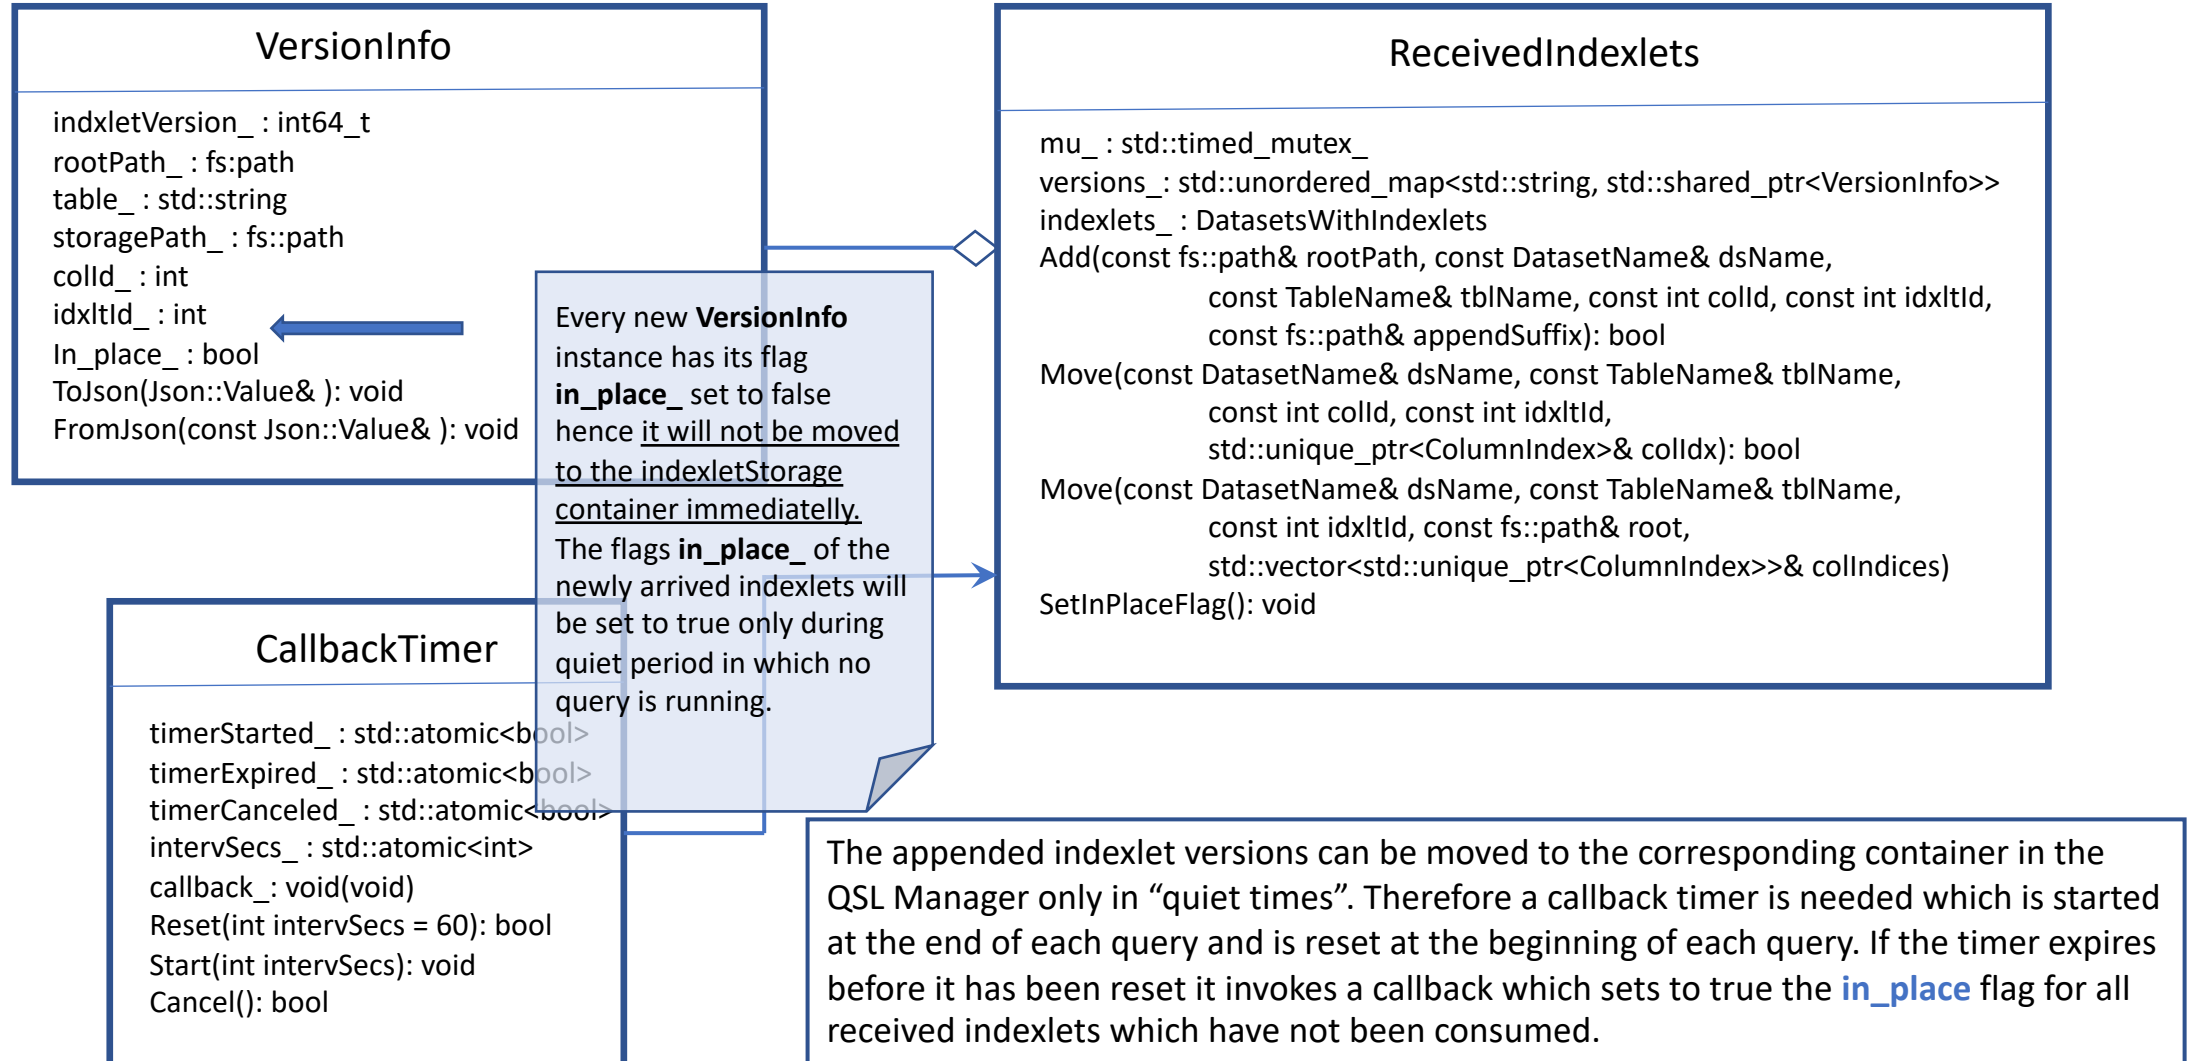 VersionInfo
indxletVersion_ : int64_t
rootPath_ : fs:path
table_ : std::string
storagePath_ : fs::path
colId_ : int
idxltId_ : int
In_place_ : bool
ToJson(Json::Value& ): void
FromJson(const Json::Value& ): void
ReceivedIndexlets
mu_ : std::timed_mutex_
versions_: std::unordered_map<std::string, std::shared_ptr<VersionInfo>>
indexlets_ : DatasetsWithIndexlets
Add(const fs::path& rootPath, const DatasetName& dsName,
const TableName& tblName, const int colId, const int idxltId,
const fs::path& appendSuffix): bool
Move(const DatasetName& dsName, const TableName& tblName,
const int colId, const int idxltId,
std::unique_ptr<ColumnIndex>& colIdx): bool
Move(const DatasetName& dsName, const TableName& tblName,
const int idxltId, const fs::path& root,
std::vector<std::unique_ptr<ColumnIndex>>& colIndices)
SetInPlaceFlag(): void
Every new VersionInfo
instance has its flag
in_place_ set to false
hence it will not be moved
to the indexletStorage
container immediatelly.
The flags in_place_ of the
newly arrived indexlets will
be set to true only during
quiet period in which no
query is running.
CallbackTimer
timerStarted_ : std::atomic<bool>
timerExpired_ : std::atomic<bool>
timerCanceled_ : std::atomic<bool>
intervSecs_ : std::atomic<int>
callback_: void(void)
Reset(int intervSecs = 60): bool
Start(int intervSecs): void
Cancel(): bool
The appended indexlet versions can be moved to the corresponding container in the
QSL Manager only in “quiet times”. Therefore a callback timer is needed which is started
at the end of each query and is reset at the beginning of each query. If the timer expires
before it has been reset it invokes a callback which sets to true the in_place flag for all
received indexlets which have not been consumed.